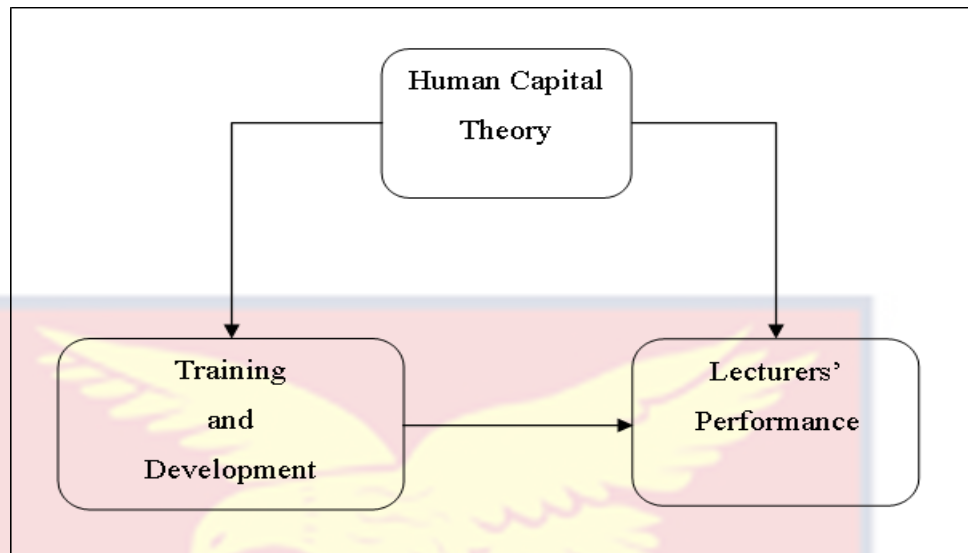 Human Capital
Theory
Training
and
Development
Lecturers’
Performance